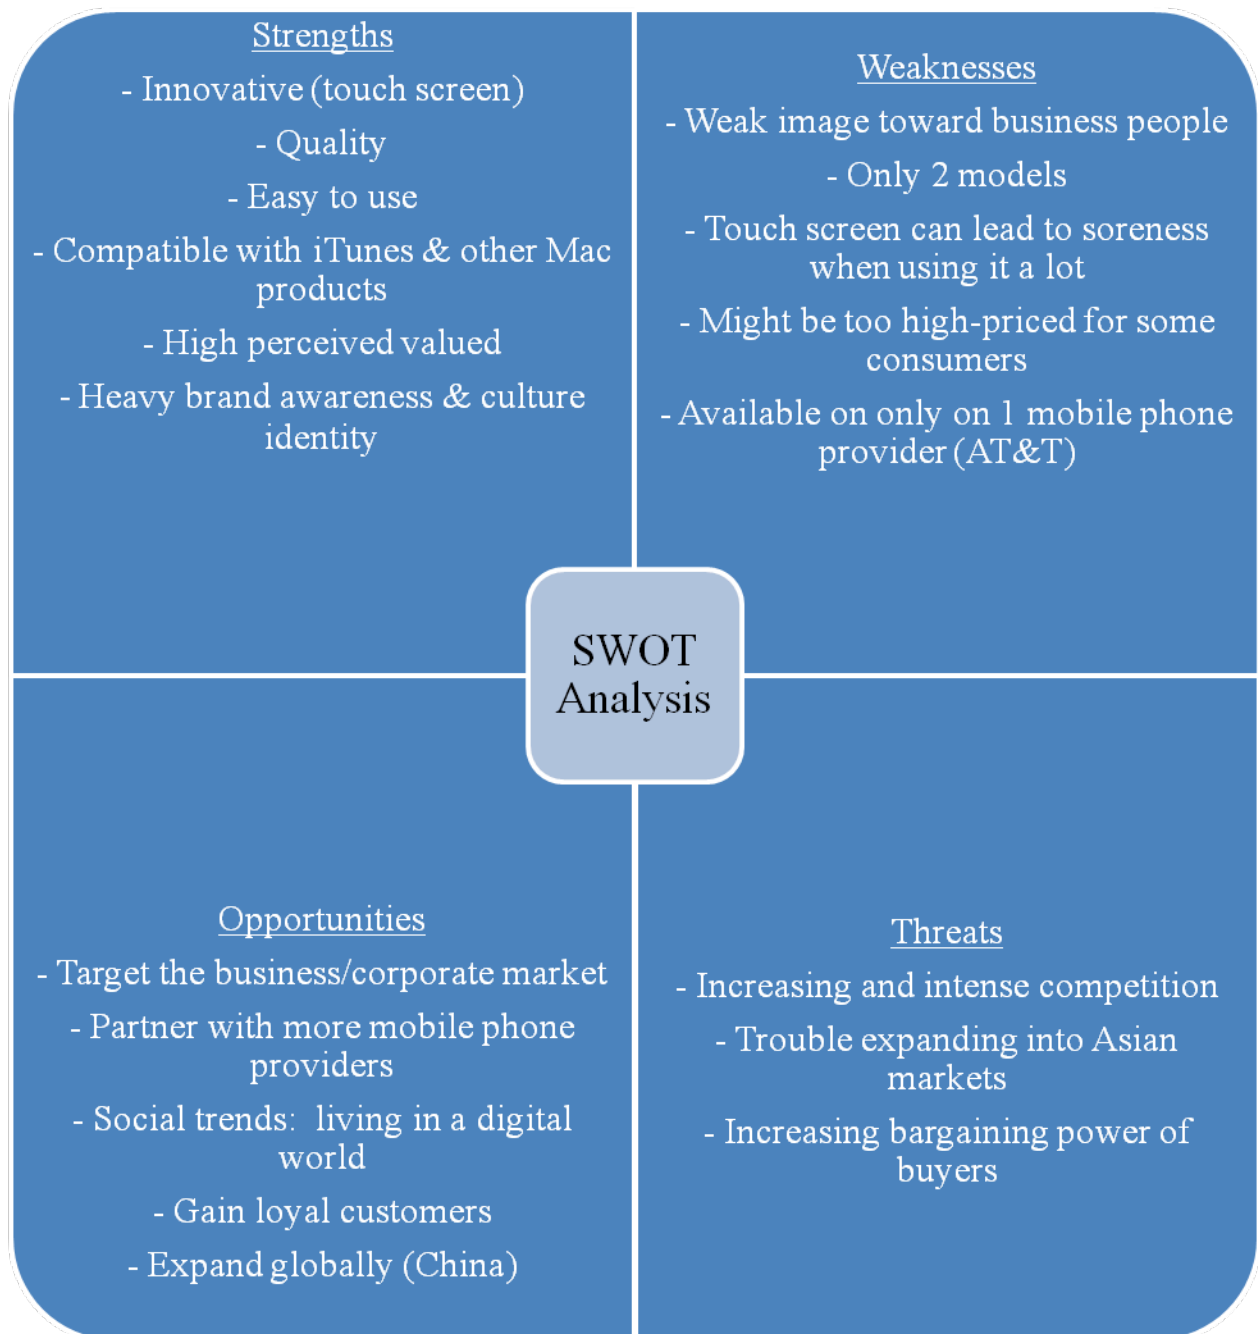 Strengths
- Innovative (touch screen)
- Quality
- Easy to use
- Compatible with iTunes & other Mac
products
- High perceived valued
- Heavy brand awareness & culture
identity
Weaknesses
- Weak image toward business people
- Only 2 models
- Touch screen can lead to soreness
when using it a lot
- Might be too high-priced for some
consumers
- Available on only on 1 mobile phone
provider (AT&T)
SWOT
Analysis
Opportunities
- Target the business/corporate market
- Partner with more mobile phone
providers
- Social trends:  living in a digital
world
- Gain loyal customers
- Expand globally (China)
Threats
- Increasing and intense competition
- Trouble expanding into Asian
markets
- Increasing bargaining power of
buyers